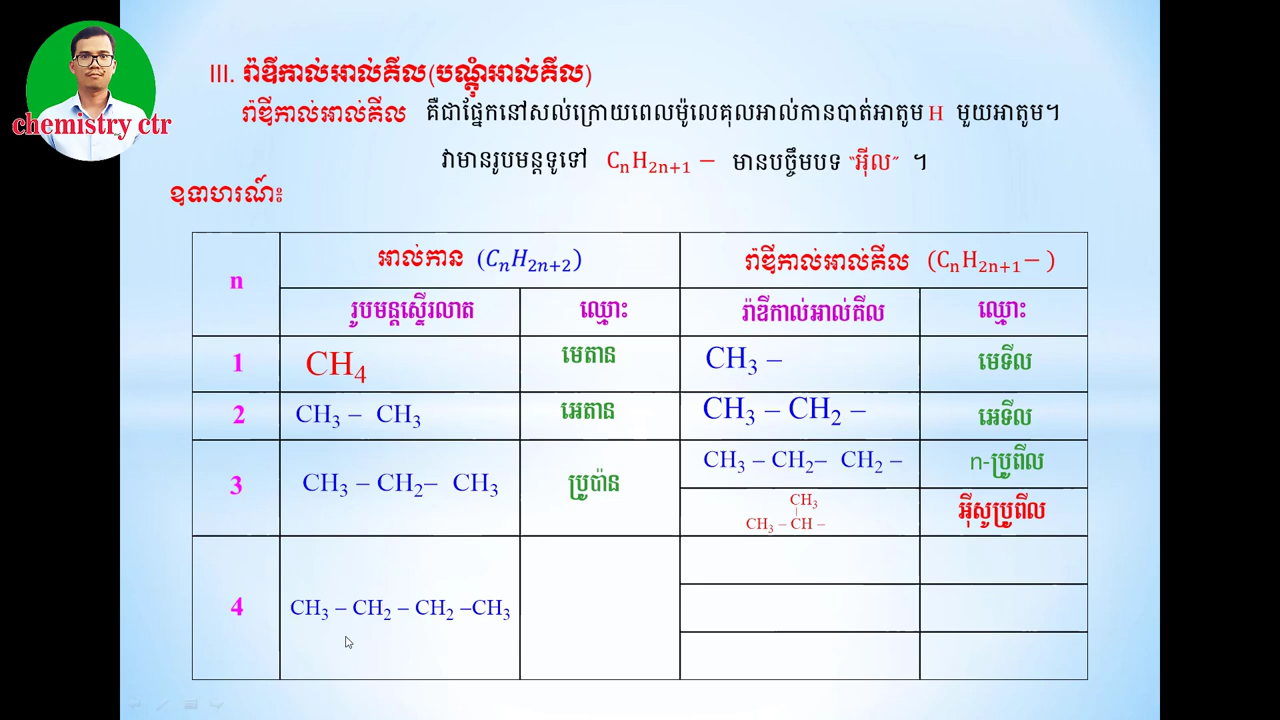 chemistry ctr
III. រ៉ាឌីកាល់អាល់គីល(បណ្តុំអាល់គីល)
រ៉ាឌីកាល់អាល់គីល គឺជាផ្នែកនៅសល់ក្រោយពេលម៉ូលេគុលអាល់កានបាត់អាតូម H មួយអាតូម។
វាមានរូបមន្តទូទៅ CₙH₂ₙ₊₁ − មានបច្ចឹមបទ “អ៊ីល” ។
ឧទាហរណ៍ៈ
n
អាល់កាន (CₙH₂ₙ₊₂)
រ៉ាឌីកាល់អាល់គីល (CₙH₂ₙ₊₁− )
រូបមន្តស្ទើរលាត
ឈ្មោះ
រ៉ាឌីកាល់អាល់គីល
ឈ្មោះ
1
CH₄
មេតាន
CH₃ –
មេទីល
2
CH₃ – CH₃
អេតាន
CH₃ – CH₂ –
អេទីល
3
CH₃ – CH₂– CH₃
ប្រូប៉ាន
CH₃ – CH₂– CH₂ –
n-ប្រូពីល
CH₃
|
CH₃ – CH –
អ៊ីសូប្រូពីល
4
CH₃ – CH₂ – CH₂ –CH₃